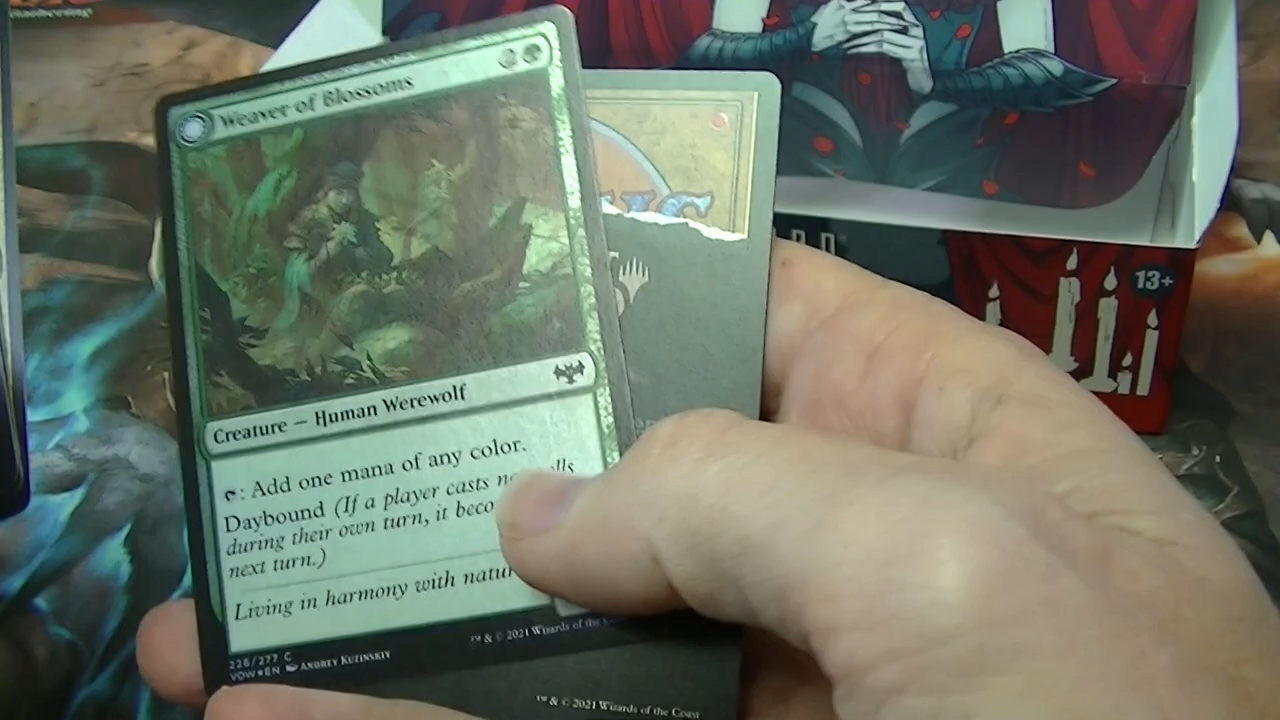 Weaver of Blossoms
Creature — Human Werewolf
: Add one mana of any color.
Daybound (If a player casts no
during their own turn, it beco
next turn.)
Living in harmony with natur
226/277 C
VOW★EN ANDREY KUZINSKIY
™ & © 2021 Wizards of the
™ & © 2021 Wizards of the Coast
13+